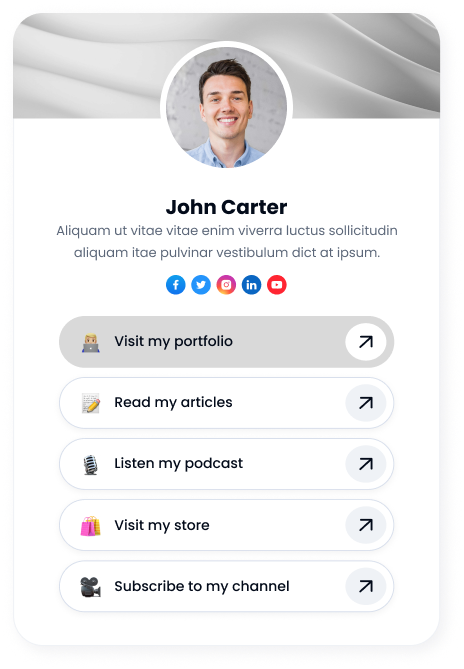 John Carter
Aliquam ut vitae vitae enim viverra luctus sollicitudin
aliquam itae pulvinar vestibulum dict at ipsum.
Visit my portfolio
Read my articles
Listen my podcast
Visit my store
Subscribe to my channel